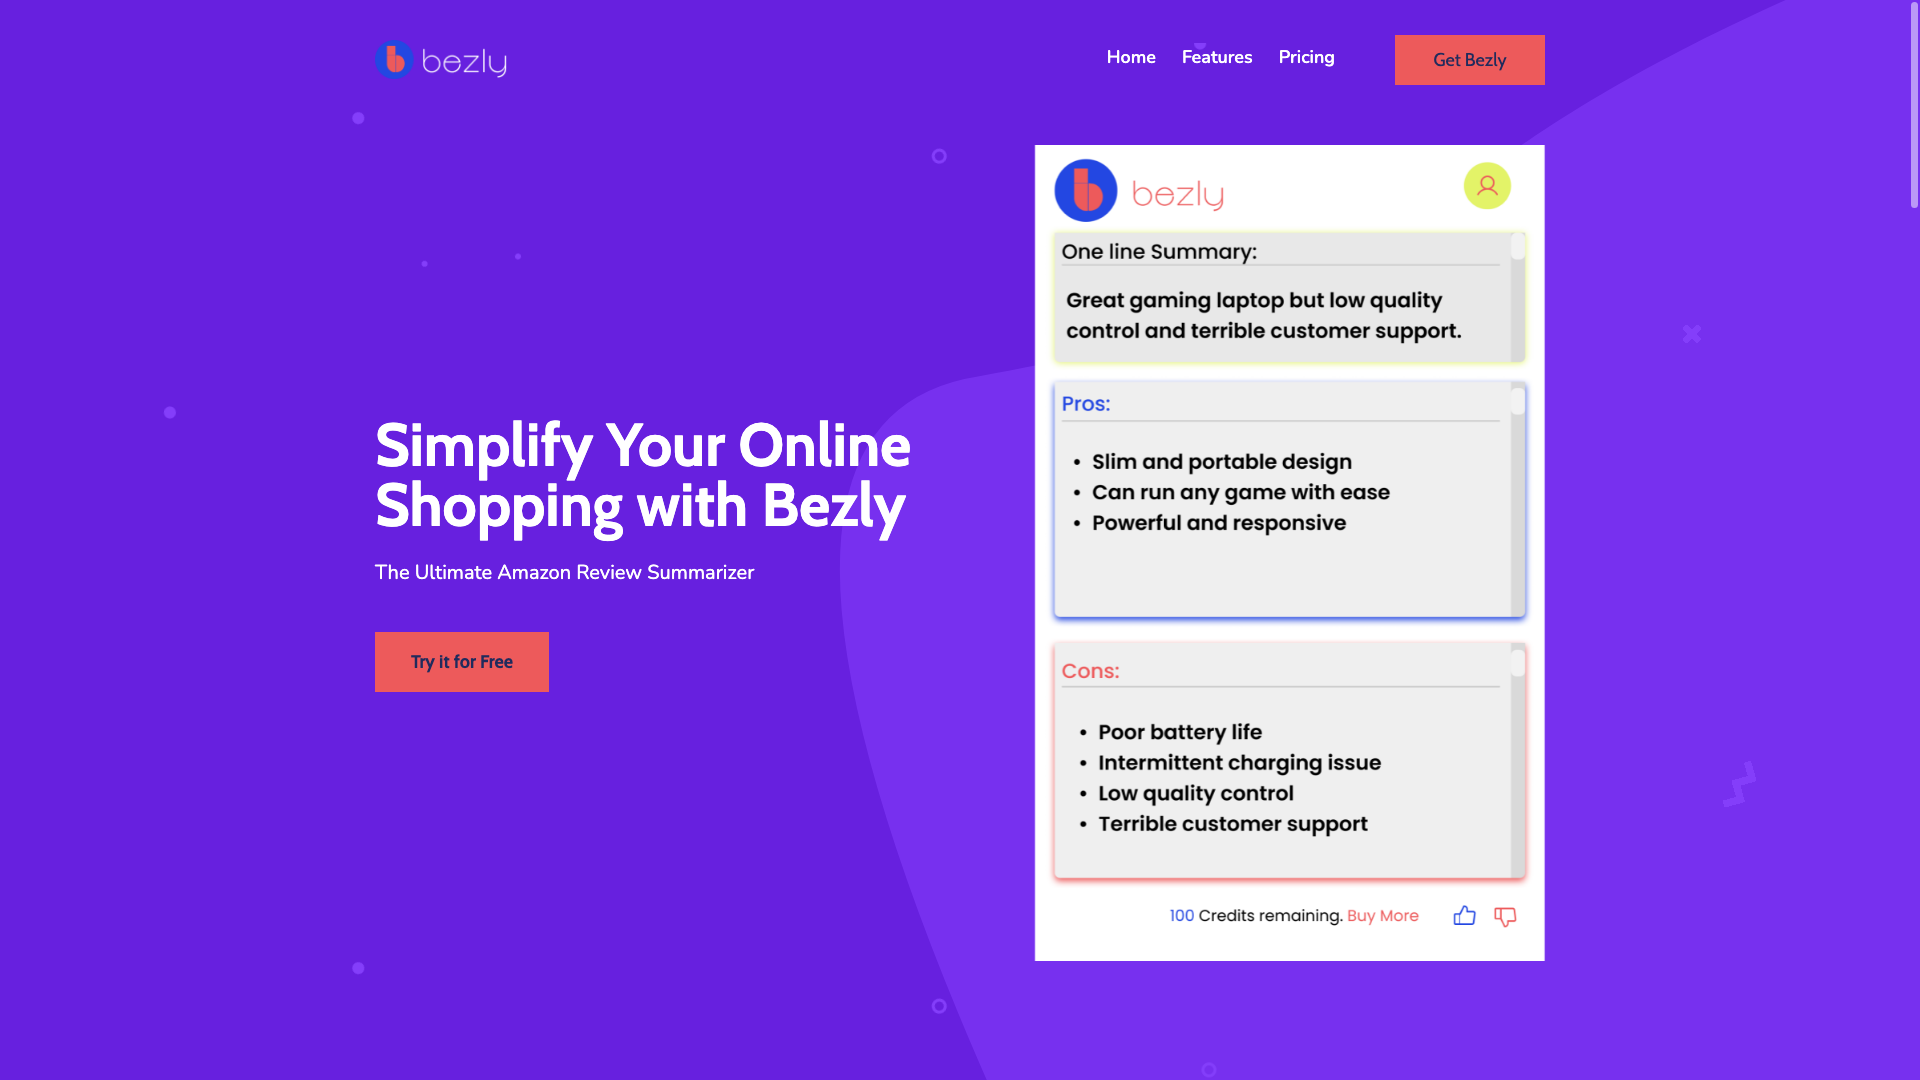 bezly
Home Features Pricing Get Bezly
Simplify Your Online
Shopping with Bezly
The Ultimate Amazon Review Summarizer
Try it for Free
bezly
One line Summary:
Great gaming laptop but low quality
control and terrible customer support.
Pros:
• Slim and portable design
• Can run any game with ease
• Powerful and responsive
Cons:
• Poor battery life
• Intermittent charging issue
• Low quality control
• Terrible customer support
100 Credits remaining. Buy More